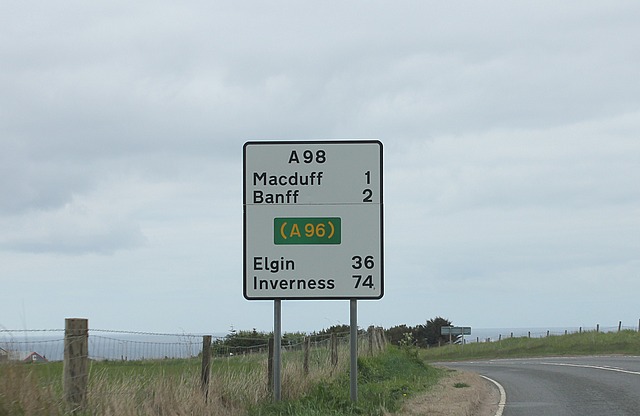 A98
Macduff 1
Banff 2
(A96)
Elgin 36
Inverness 74